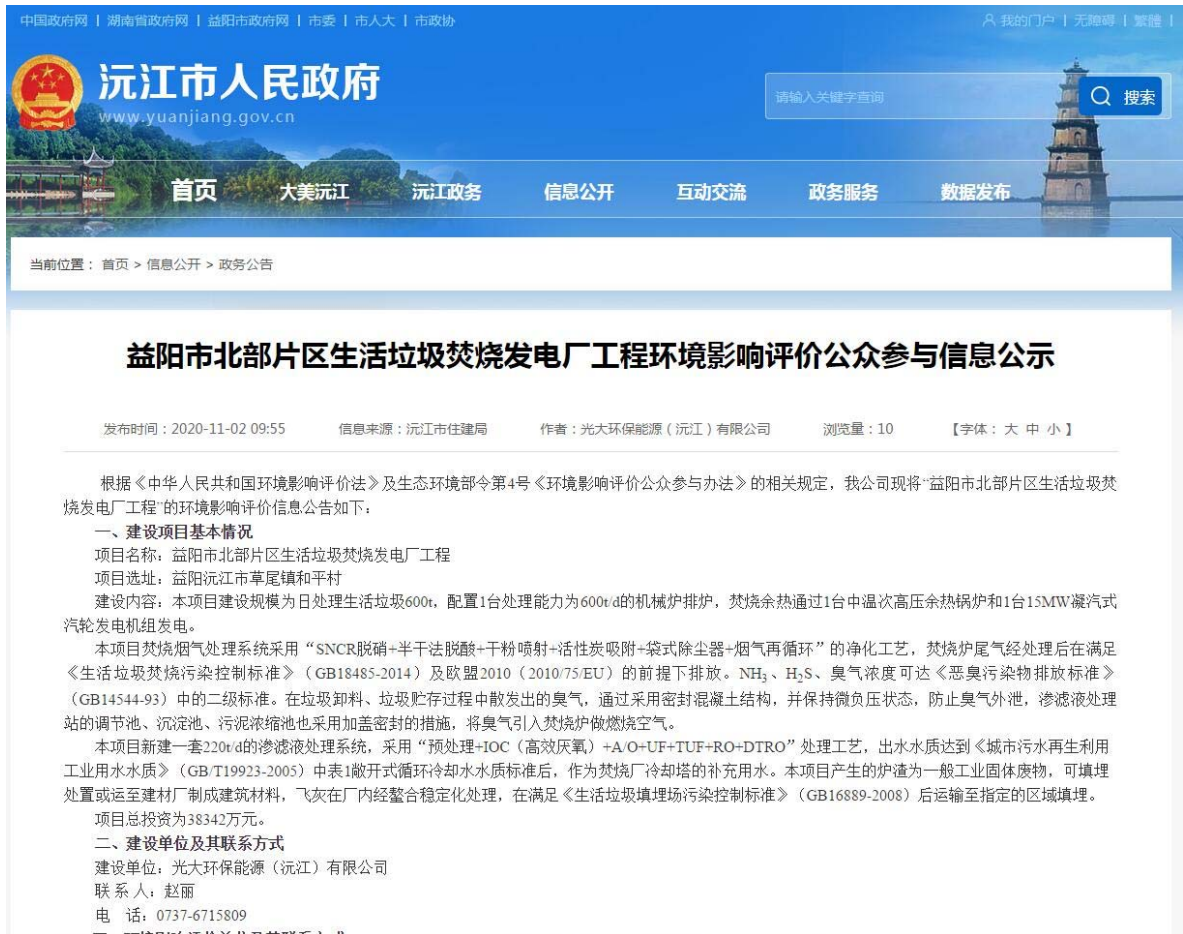 中国政府网 | 湖南省政府网 | 益阳市政府网 | 市委 | 市人大 | 市政协
我的门户 | 无障碍 | 繁體 |
沅江市人民政府
www.yuanjiang.gov.cn
请输入关键字查询
搜索
首页 大美沅江 沅江政务 信息公开 互动交流 政务服务 数据发布
当前位置： 首页 > 信息公开 > 政务公告
益阳市北部片区生活垃圾焚烧发电厂工程环境影响评价公众参与信息公示
发布时间：2020-11-02 09:55 信息来源：沅江市住建局 作者：光大环保能源（沅江）有限公司 浏览量：10 【字体：大 中 小】
根据《中华人民共和国环境影响评价法》及生态环境部令第4号《环境影响评价公众参与办法》的相关规定，我公司现将“益阳市北部片区生活垃圾焚
烧发电厂工程”的环境影响评价信息公告如下：
一、建设项目基本情况
项目名称：益阳市北部片区生活垃圾焚烧发电厂工程
项目选址：益阳沅江市草尾镇和平村
建设内容：本项目建设规模为日处理生活垃圾600t，配置1台处理能力为600t/d的机械炉排炉，焚烧余热通过1台中温次高压余热锅炉和1台15MW凝汽式
汽轮发电机组发电。
本项目焚烧烟气处理系统采用“SNCR脱硝+半干法脱酸+干粉喷射+活性炭吸附+袋式除尘器+烟气再循环”的净化工艺，焚烧炉尾气经处理后在满足
《生活垃圾焚烧污染控制标准》（GB18485-2014）及欧盟2010（2010/75/EU）的前提下排放。NH₃、H₂S、臭气浓度可达《恶臭污染物排放标准》
（GB14544-93）中的二级标准。在垃圾卸料、垃圾贮存过程中散发出的臭气，通过采用密封混凝土结构，并保持微负压状态，防止臭气外泄，渗滤液处理
站的调节池、沉淀池、污泥浓缩池也采用加盖密封的措施，将臭气引入焚烧炉做燃烧空气。
本项目新建一套220t/d的渗滤液处理系统，采用“预处理+IOC（高效厌氧）+A/O+UF+TUF+RO+DTRO”处理工艺，出水水质达到《城市污水再生利用
工业用水水质》（GB/T19923-2005）中表1敞开式循环冷却水水质标准后，作为焚烧厂冷却塔的补充用水。本项目产生的炉渣为一般工业固体废物，可填埋
处置或运至建材厂制成建筑材料，飞灰在厂内经螯合稳定化处理，在满足《生活垃圾填埋场污染控制标准》（GB16889-2008）后运输至指定的区域填埋。
项目总投资为38342万元。
二、建设单位及其联系方式
建设单位：光大环保能源（沅江）有限公司
联 系 人：赵丽
电 话：0737-6715809